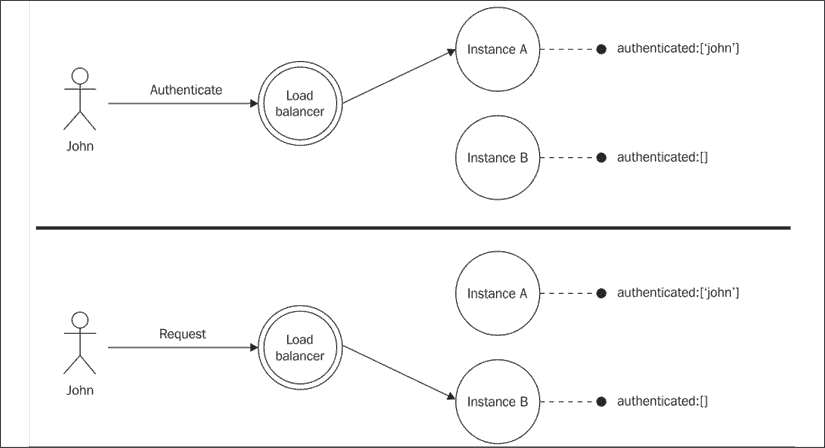 Instance A
authenticated:[‘john’]
Authenticate
Load
balancer
John
Instance B
authenticated:[]
Instance A
authenticated:[‘john’]
Request
Load
balancer
John
Instance B
authenticated:[]